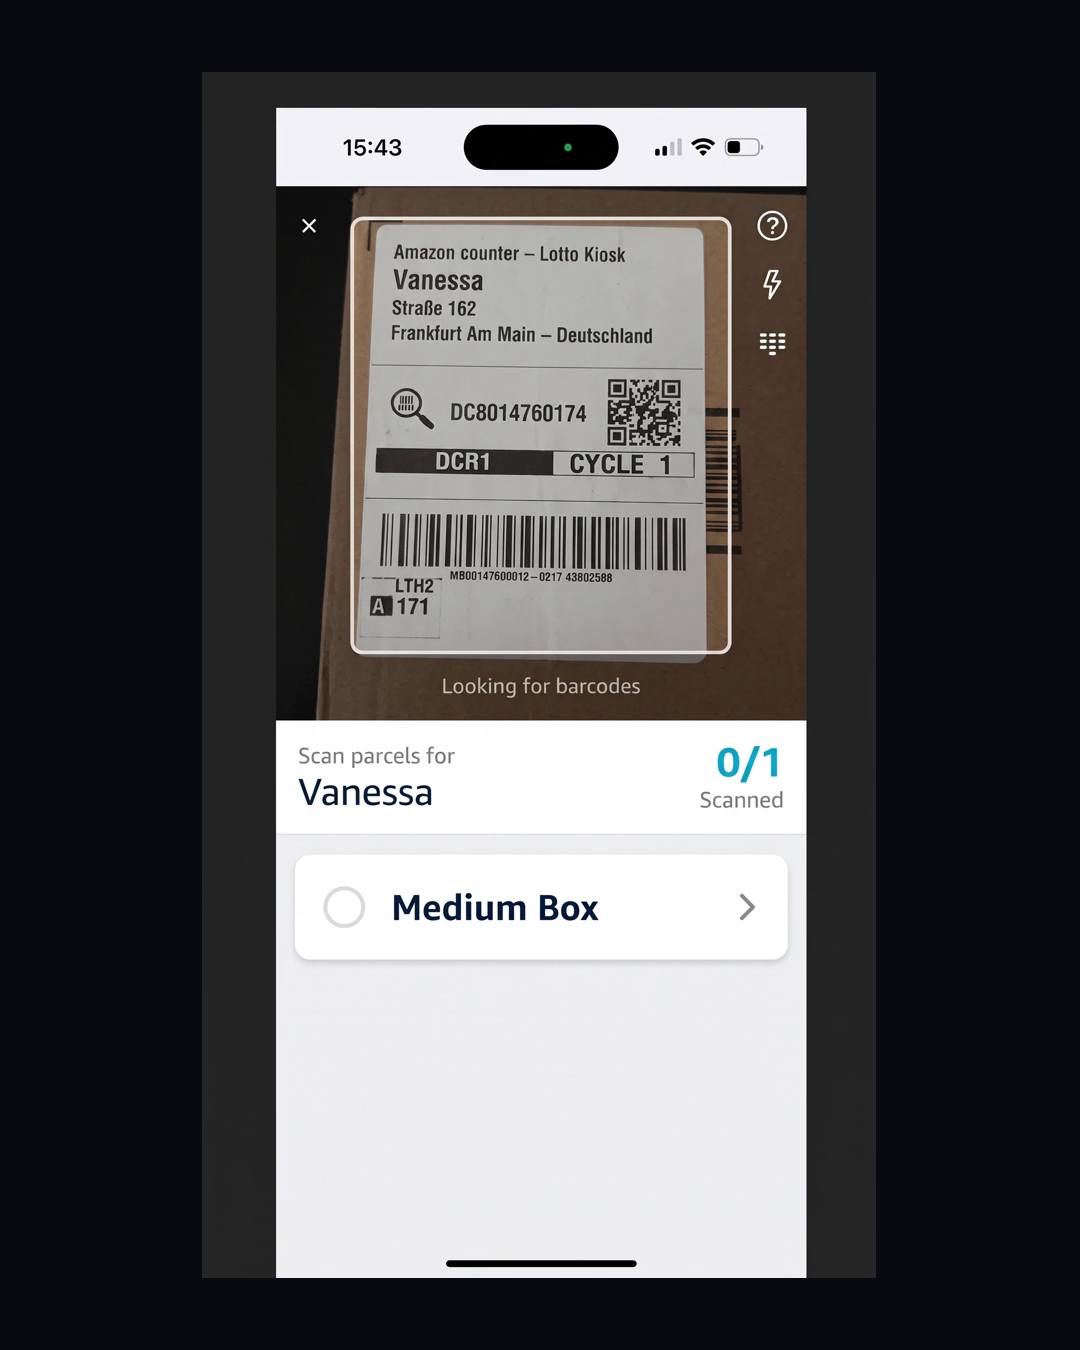 15:43
Amazon counter – Lotto Kiosk
Vanessa
Straße 162
Frankfurt Am Main – Deutschland
DC8014760174
DCR1 CYCLE 1
MB00147600012–0217 43802588
LTH2
A 171
Looking for barcodes
Scan parcels for
Vanessa
0/1
Scanned
Medium Box